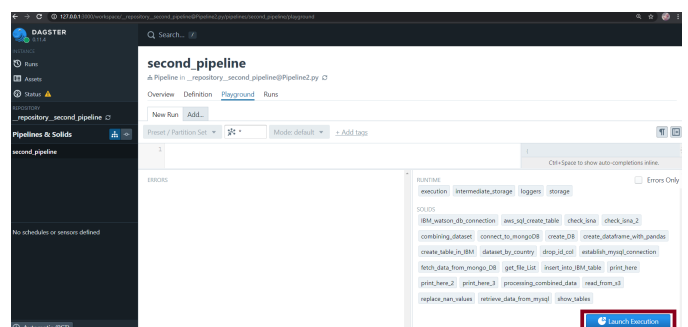 127.0.0.1:3000/workspace/__repository__second_pipeline@Pipeline2.py/pipelines/second_pipeline/playground
DAGSTER
0.11.4
Search... /
INSTANCE
Runs
Assets
Status
REPOSITORY
__repository__second_pipeline
Pipelines & Solids
second_pipeline
No schedules or sensors defined
second_pipeline
Pipeline in __repository__second_pipeline@Pipeline2.py
Overview Definition Playground Runs
New Run Add...
Preset / Partition Set * Mode: default + Add tags
1
Ctrl+Space to show auto-completions inline.
ERRORS
RUNTIME Errors Only
execution intermediate_storage loggers storage
SOLIDS
IBM_watson_db_connection aws_sql_create_table check_isna check_isna_2
combining_dataset connect_to_mongoDB create_DB create_dataframe_with_pandas
create_table_in_IBM dataset_by_country drop_id_col establish_mysql_connection
fetch_data_from_mongo_DB get_file_List insert_into_IBM_table print_here
print_here_2 print_here_3 processing_combined_data read_from_s3
replace_nan_values retrieve_data_from_mysql show_tables
Launch Execution